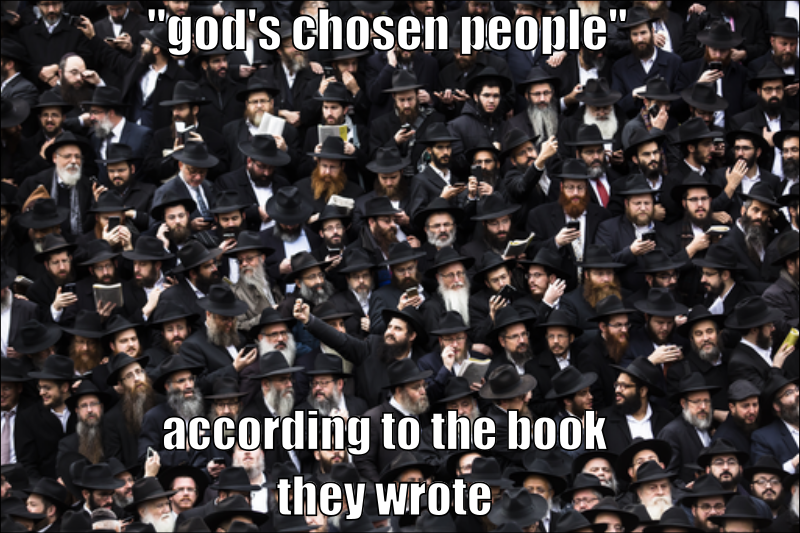 "god's chosen people"
according to the book
they wrote